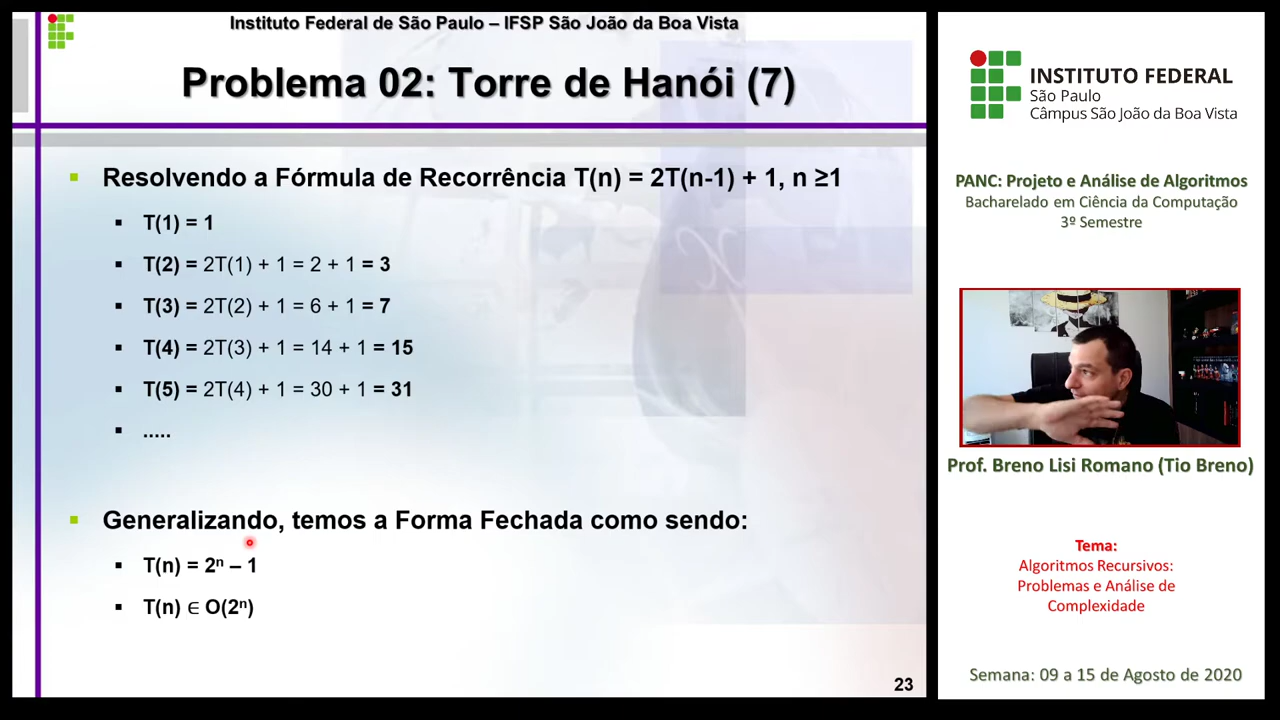 Instituto Federal de São Paulo – IFSP São João da Boa Vista
Problema 02: Torre de Hanói (7)
Resolvendo a Fórmula de Recorrência T(n) = 2T(n-1) + 1, n ≥1
T(1) = 1
T(2) = 2T(1) + 1 = 2 + 1 = 3
T(3) = 2T(2) + 1 = 6 + 1 = 7
T(4) = 2T(3) + 1 = 14 + 1 = 15
T(5) = 2T(4) + 1 = 30 + 1 = 31
.....
Generalizando, temos a Forma Fechada como sendo:
T(n) = 2ⁿ – 1
T(n) ∈ O(2ⁿ)
23
INSTITUTO FEDERAL
São Paulo
Câmpus São João da Boa Vista
PANC: Projeto e Análise de Algoritmos
Bacharelado em Ciência da Computação
3º Semestre
Prof. Breno Lisi Romano (Tio Breno)
Tema:
Algoritmos Recursivos:
Problemas e Análise de
Complexidade
Semana: 09 a 15 de Agosto de 2020